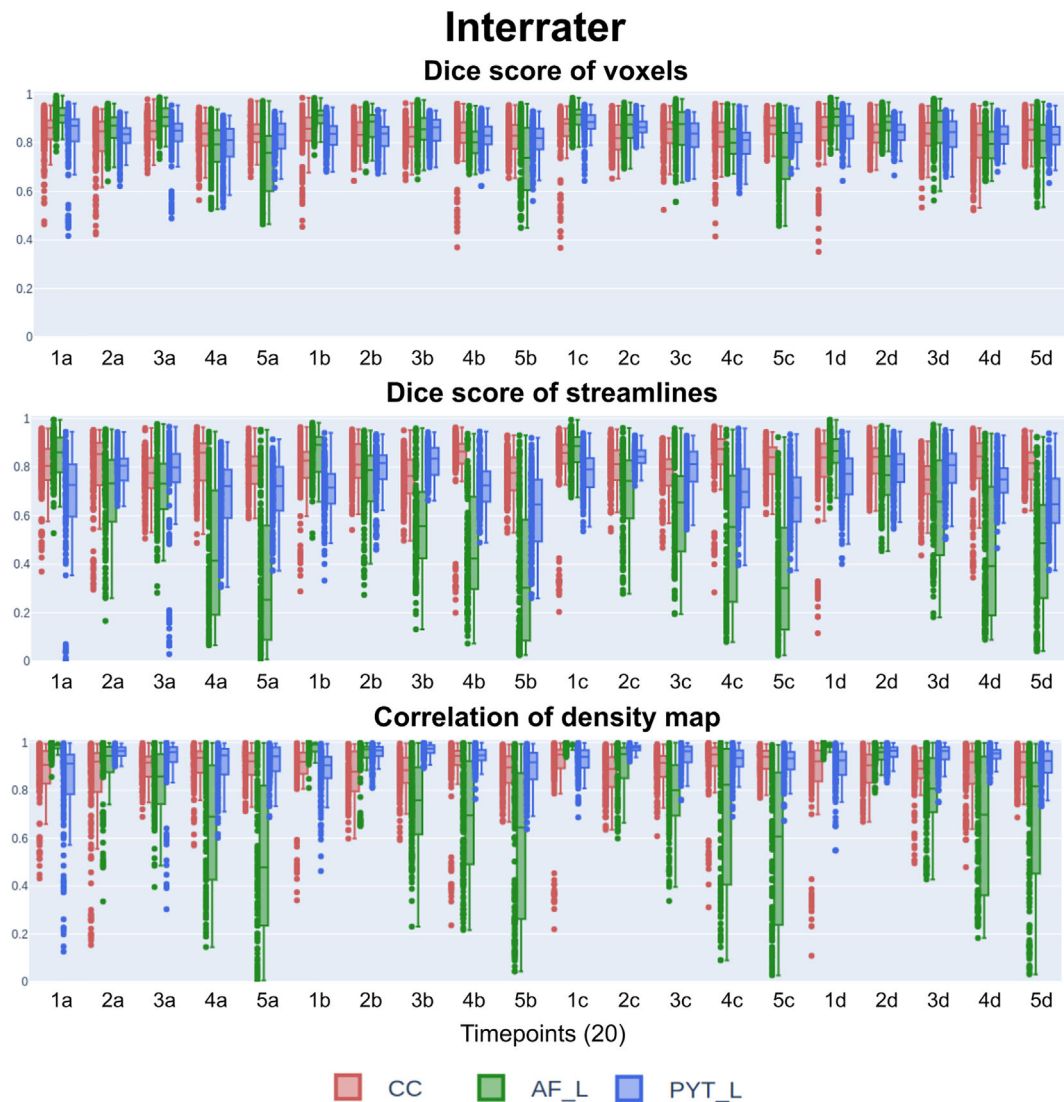 Interrater
Dice score of voxels
1
0.8
0.6
0.4
0.2
0
1a 2a 3a 4a 5a 1b 2b 3b 4b 5b 1c 2c 3c 4c 5c 1d 2d 3d 4d 5d
Dice score of streamlines
1
0.8
0.6
0.4
0.2
0
1a 2a 3a 4a 5a 1b 2b 3b 4b 5b 1c 2c 3c 4c 5c 1d 2d 3d 4d 5d
Correlation of density map
1
0.8
0.6
0.4
0.2
0
1a 2a 3a 4a 5a 1b 2b 3b 4b 5b 1c 2c 3c 4c 5c 1d 2d 3d 4d 5d
Timepoints (20)
CC AF_L PYT_L